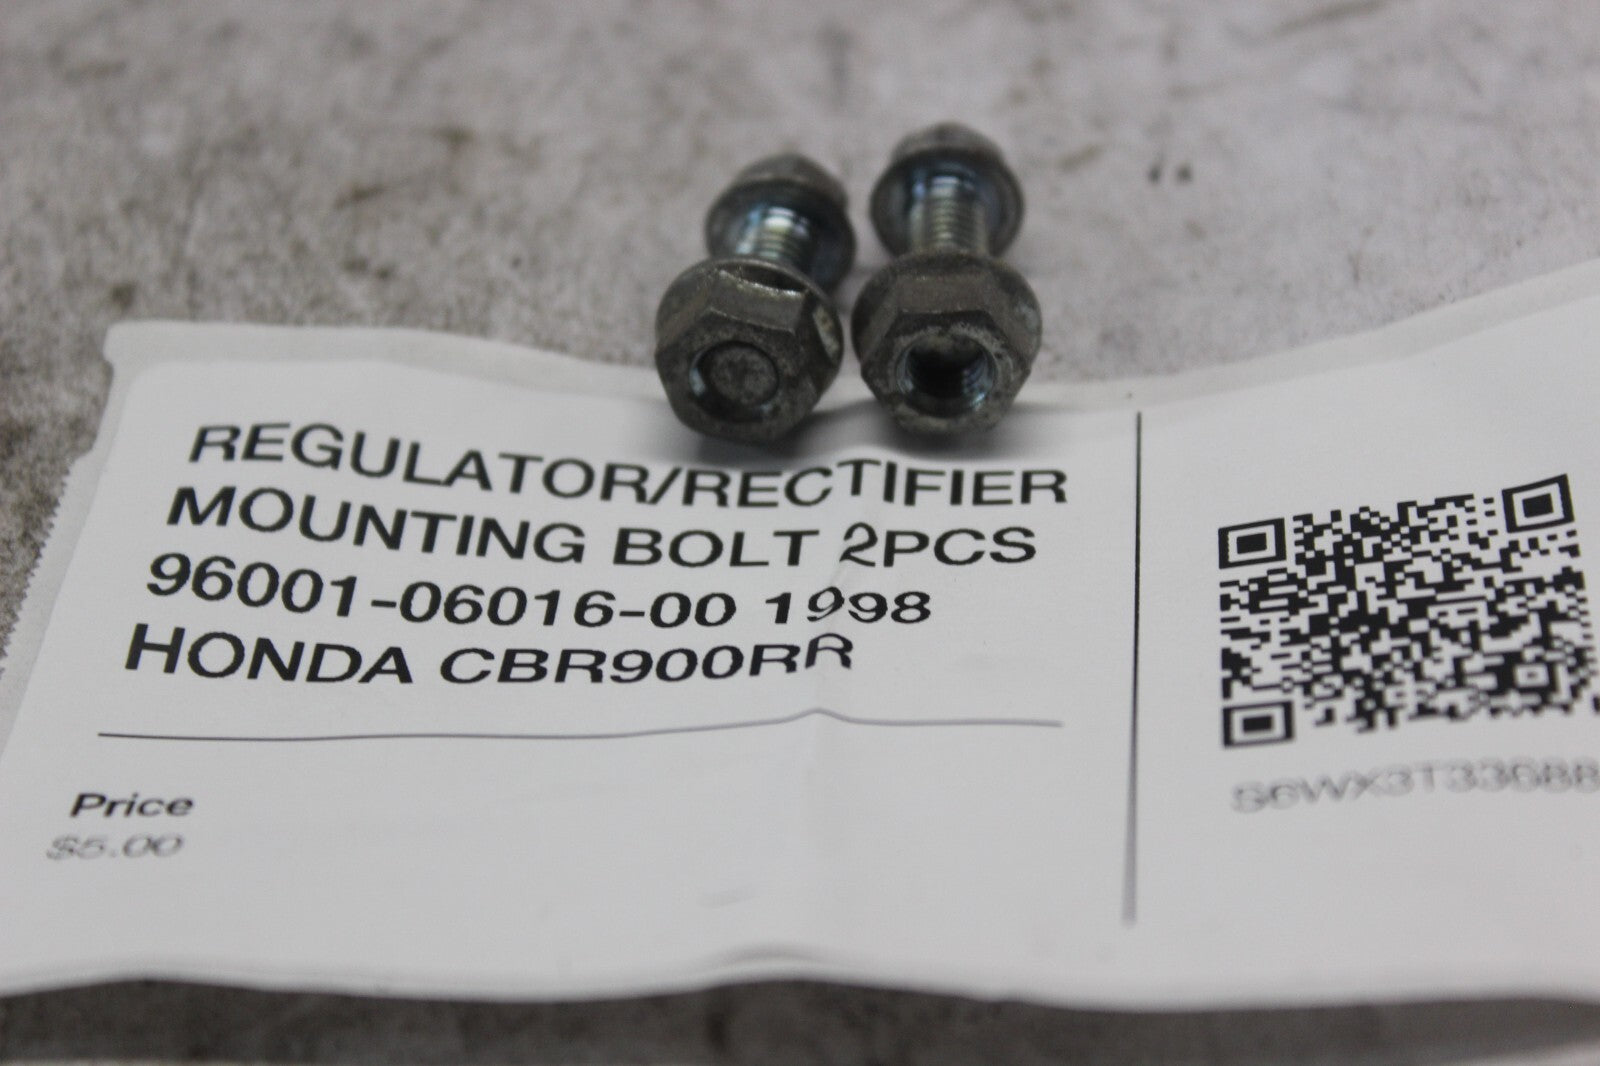 REGULATOR/RECTIFIER
MOUNTING BOLT 2PCS
96001-06016-00 1998
HONDA CBR900RR
Price
$5.00